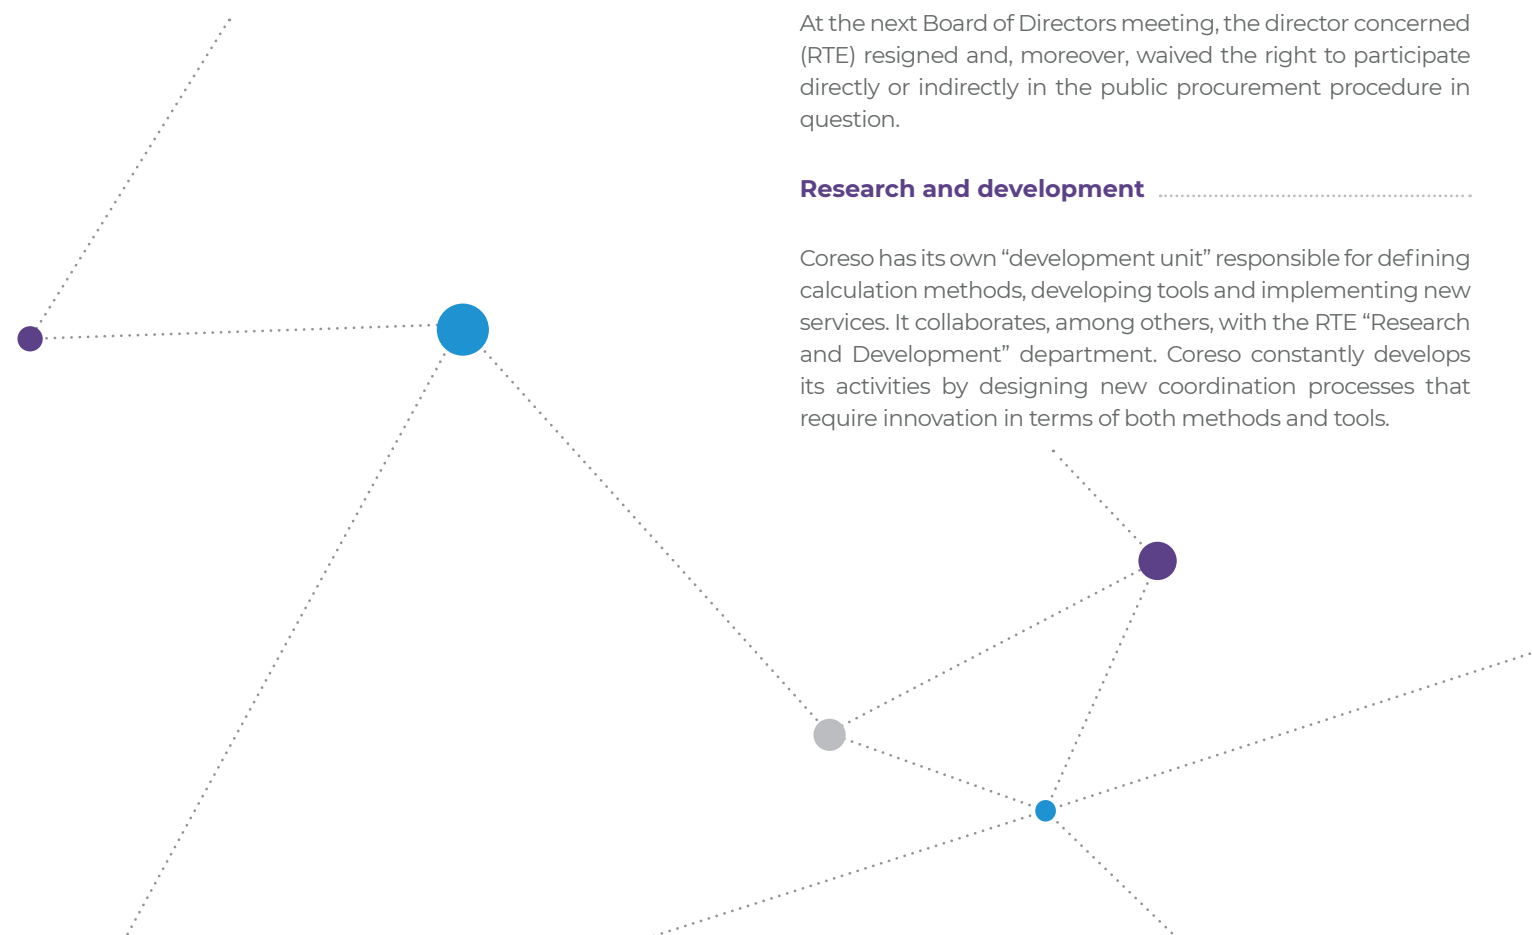 At the next Board of Directors meeting, the director concerned
(RTE) resigned and, moreover, waived the right to participate
directly or indirectly in the public procurement procedure in
question.
Research and development
Coreso has its own “development unit” responsible for defining
calculation methods, developing tools and implementing new
services. It collaborates, among others, with the RTE “Research
and Development” department. Coreso constantly develops
its activities by designing new coordination processes that
require innovation in terms of both methods and tools.